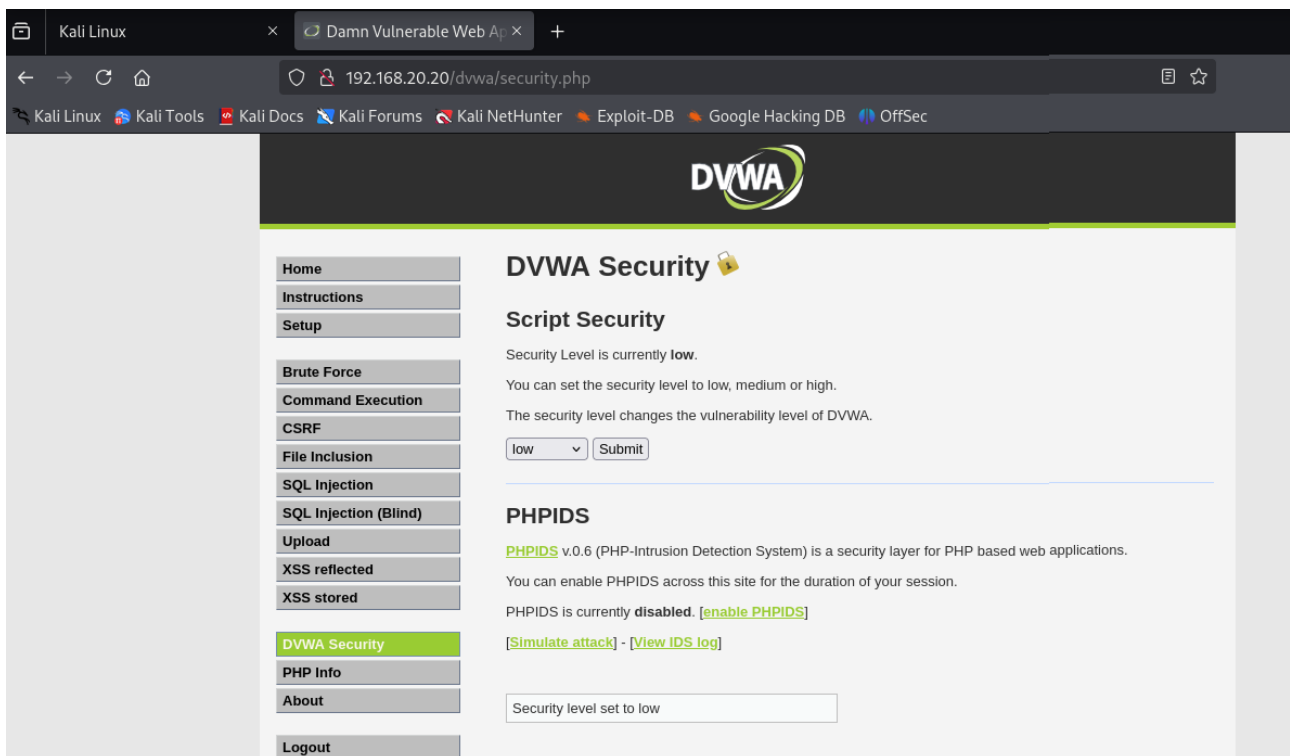 Kali Linux
Damn Vulnerable Web Ap
192.168.20.20/dvwa/security.php
Kali Linux Kali Tools Kali Docs Kali Forums Kali NetHunter Exploit-DB Google Hacking DB OffSec
DVWA
Home
Instructions
Setup
Brute Force
Command Execution
CSRF
File Inclusion
SQL Injection
SQL Injection (Blind)
Upload
XSS reflected
XSS stored
DVWA Security
PHP Info
About
Logout
DVWA Security
Script Security
Security Level is currently low.
You can set the security level to low, medium or high.
The security level changes the vulnerability level of DVWA.
low Submit
PHPIDS
PHPIDS v.0.6 (PHP-Intrusion Detection System) is a security layer for PHP based web applications.
You can enable PHPIDS across this site for the duration of your session.
PHPIDS is currently disabled. [enable PHPIDS]
[Simulate attack] - [View IDS log]
Security level set to low